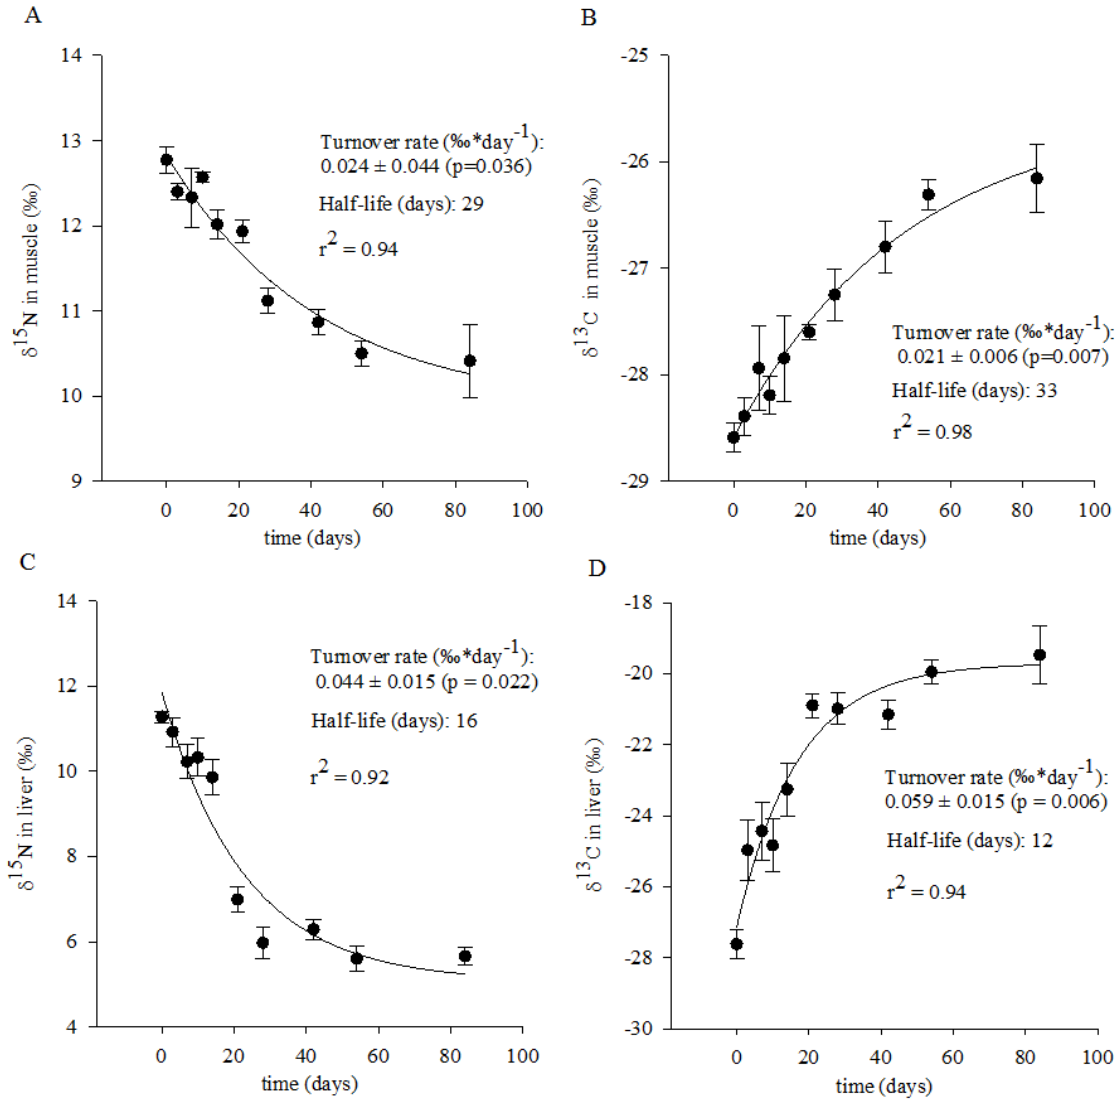 A
14
13
12
11
10
9
δ15N in muscle (‰)
Turnover rate (‰*day-1):
0.024 ± 0.044 (p=0.036)
Half-life (days): 29
r2 = 0.94
0 20 40 60 80 100
time (days)
B
-25
-26
-27
-28
-29
δ13C in muscle (‰)
Turnover rate (‰*day-1):
0.021 ± 0.006 (p=0.007)
Half-life (days): 33
r2 = 0.98
0 20 40 60 80 100
time (days)
C
14
12
10
8
6
4
δ15N in liver (‰)
Turnover rate (‰*day-1):
0.044 ± 0.015 (p = 0.022)
Half-life (days): 16
r2 = 0.92
0 20 40 60 80 100
time (days)
D
-18
-20
-22
-24
-26
-28
-30
δ13C in liver (‰)
Turnover rate (‰*day-1):
0.059 ± 0.015 (p = 0.006)
Half-life (days): 12
r2 = 0.94
0 20 40 60 80 100
time (days)